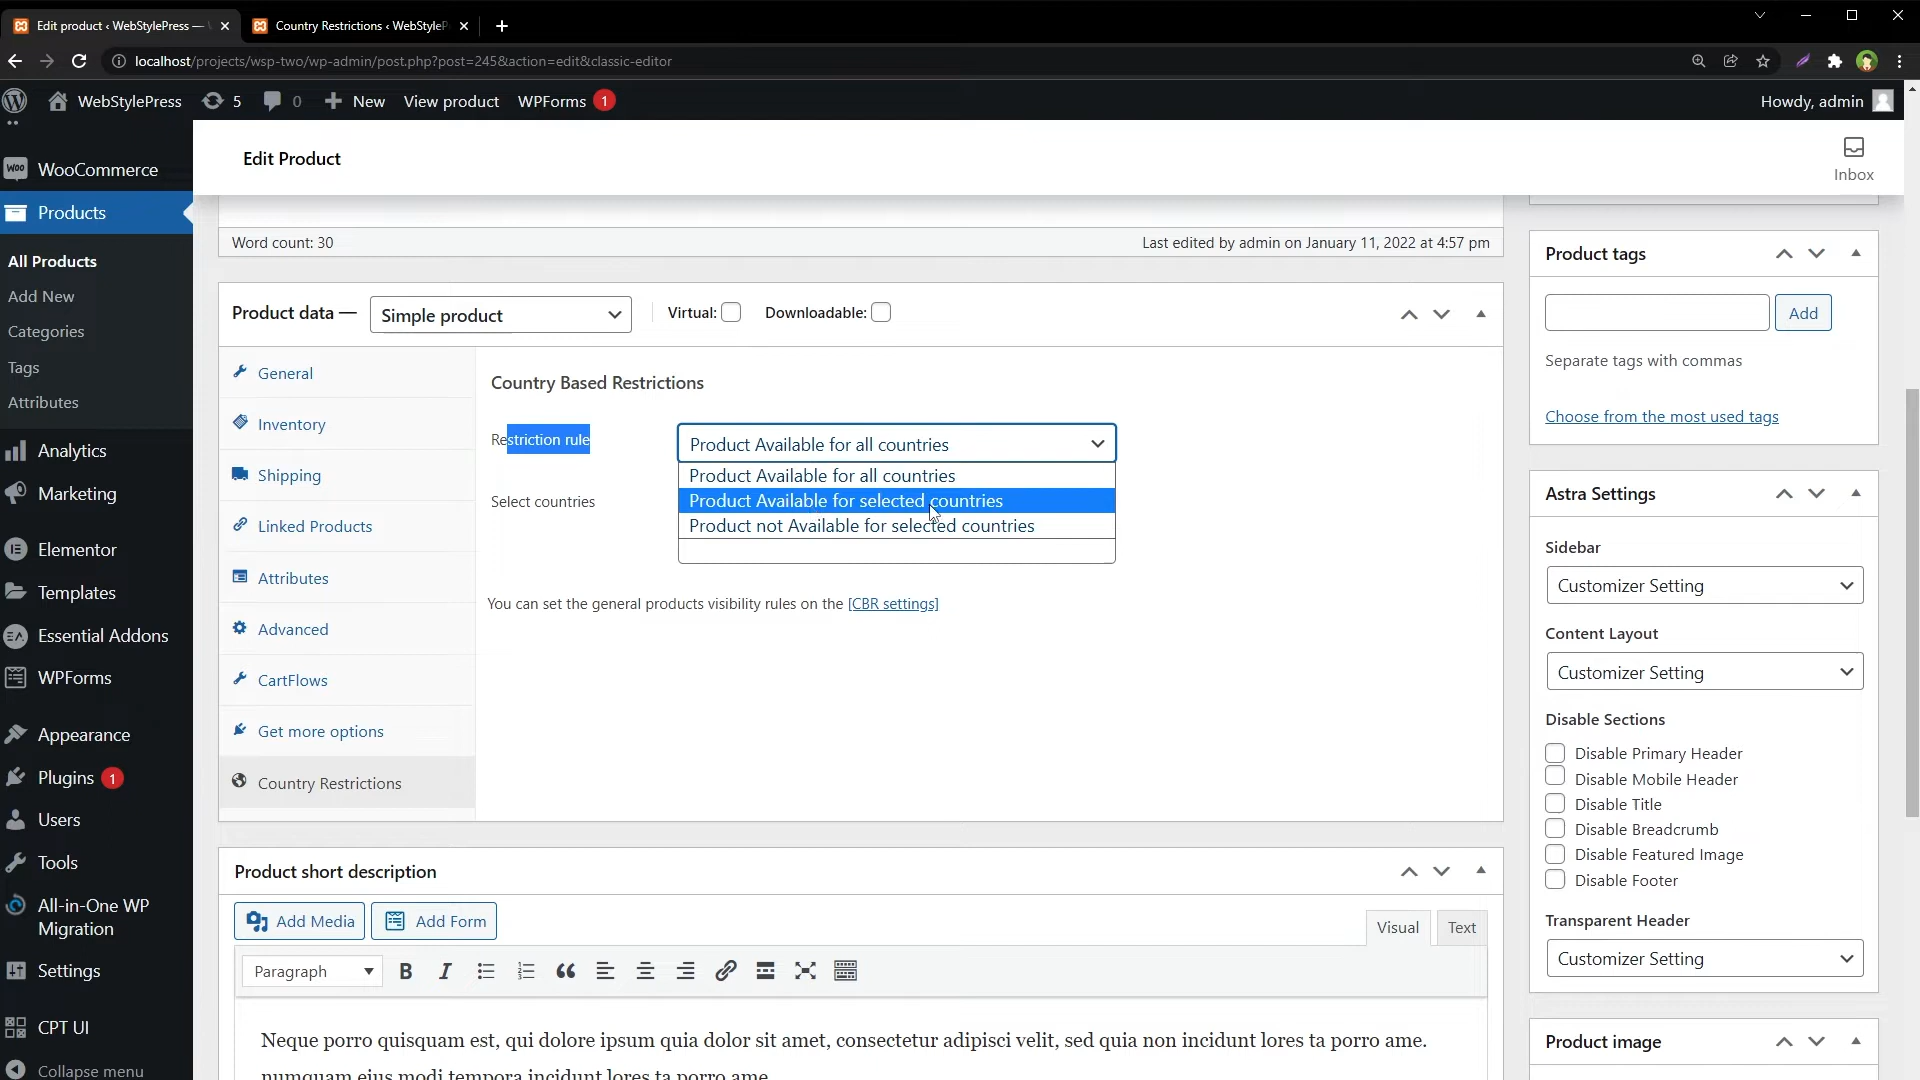 Edit product ‹ WebStylePress —
Country Restrictions ‹ WebStyleP
localhost/projects/wsp-two/wp-admin/post.php?post=245&action=edit&classic-editor
WebStylePress
5
0
New
View product
WPForms
1
Howdy, admin
Woo
WooCommerce
Products
All Products
Add New
Categories
Tags
Attributes
Analytics
Marketing
Elementor
Templates
Essential Addons
WPForms
Appearance
Plugins
1
Users
Tools
All-in-One WP
Migration
Settings
CPT UI
Collapse menu
Edit Product
Inbox
Word count: 30
Last edited by admin on January 11, 2022 at 4:57 pm
Product data —
Simple product
Virtual:
Downloadable:
General
Inventory
Shipping
Linked Products
Attributes
Advanced
CartFlows
Get more options
Country Restrictions
Country Based Restrictions
Restriction rule
Product Available for all countries
Product Available for all countries
Product Available for selected countries
Product not Available for selected countries
Select countries
You can set the general products visibility rules on the [CBR settings]
Product short description
Add Media
Add Form
Visual
Text
Paragraph
B
I
Neque porro quisquam est, qui dolore ipsum quia dolor sit amet, consectetur adipisci velit, sed quia non incidunt lores ta porro ame.
numquam eius modi tempora incidunt lores ta porro ame.
Product tags
Add
Separate tags with commas
Choose from the most used tags
Astra Settings
Sidebar
Customizer Setting
Content Layout
Customizer Setting
Disable Sections
Disable Primary Header
Disable Mobile Header
Disable Title
Disable Breadcrumb
Disable Featured Image
Disable Footer
Transparent Header
Customizer Setting
Product image